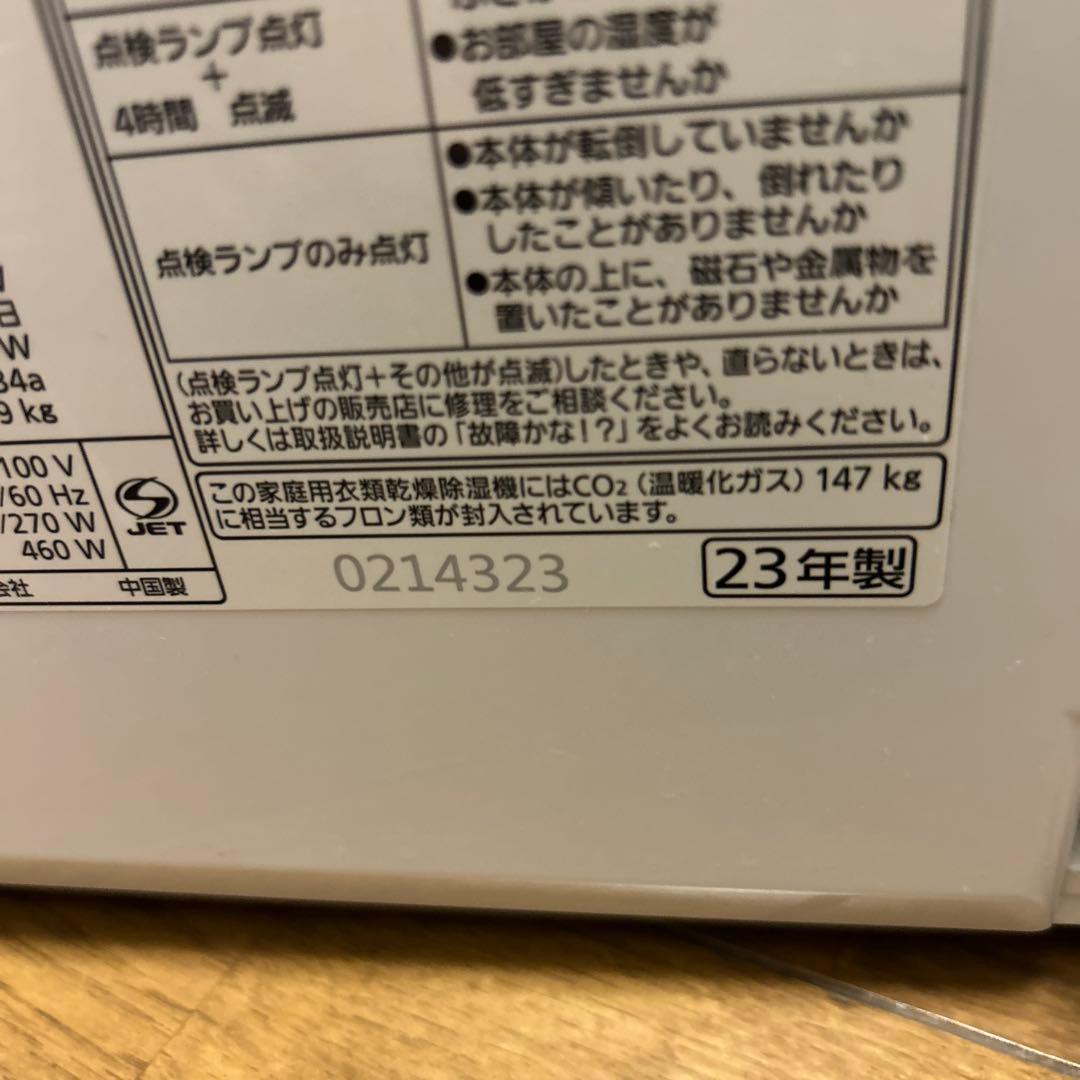 点検ランプ点灯
+
4時間 点滅
●お部屋の温度が
低すぎませんか
点検ランプのみ点灯
●本体が転倒していませんか
●本体が傾いたり、倒れたり
したことがありませんか
●本体の上に、磁石や金属物を
置いたことがありませんか
日
W
34a
9 kg
(点検ランプ点灯+その他が点滅)したときや、直らないときは、
お買い上げの販売店に修理をご相談ください。
詳しくは取扱説明書の「故障かな!?」をよくお読みください。
100 V
/60 Hz
/270 W
460 W
JET
この家庭用衣類乾燥除湿機にはCO₂(温暖化ガス)147 kg
に相当するフロン類が封入されています。
会社
中国製
0214323
23年製